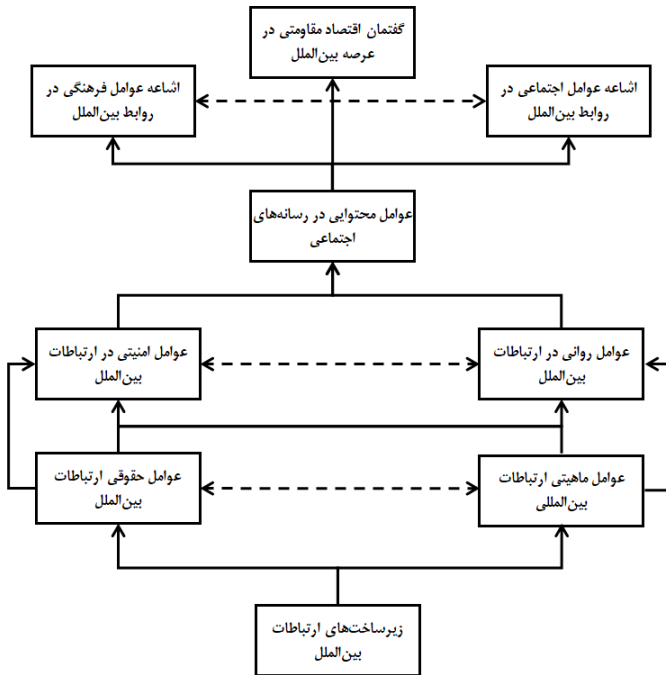 گفتمان اقتصاد مقاومتی در
عرصه بین‌الملل
اشاعه عوامل اجتماعی در
روابط بین‌الملل
اشاعه عوامل فرهنگی در
روابط بین‌الملل
عوامل محتوایی در رسانه‌های
اجتماعی
عوامل روانی در ارتباطات
بین‌الملل
عوامل امنیتی در ارتباطات
بین‌الملل
عوامل ماهیتی ارتباطات
بین‌المللی
عوامل حقوقی ارتباطات
بین‌الملل
زیرساخت‌های ارتباطات
بین‌الملل